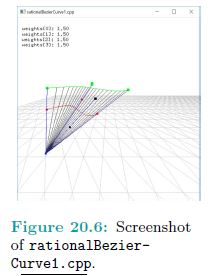 rationalBezierCurve1.cpp
weights[0]: 1.50
weights[1]: 1.50
weights[2]: 1.50
weights[3]: 1.50
Figure 20.6: Screenshot
of rationalBezier-
Curve1.cpp.